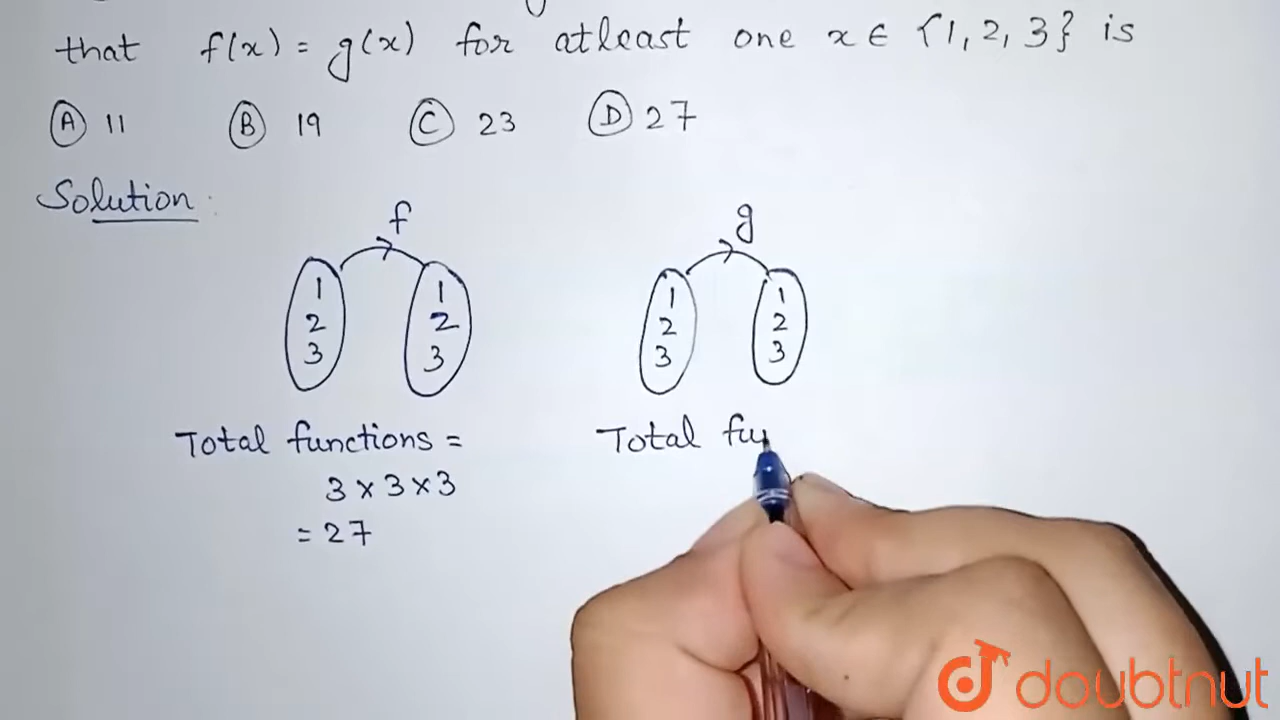 that f(x) = g(x) for atleast one x ∈ {1, 2, 3} is
(A) 11 (B) 19 (C) 23 (D) 27
Solution :
f g
1 1 1 1
2 2 2 2
3 3 3 3
Total functions = Total fu
3 × 3 × 3
= 27
doubtnut